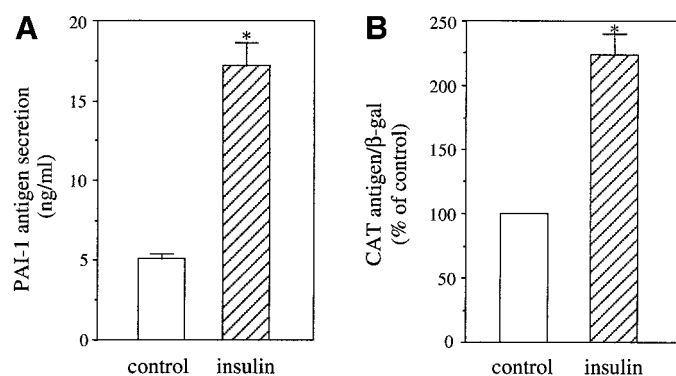 A
PAI-1 antigen secretion
(ng/ml)
20
15
10
5
0
*
control insulin
B
CAT antigen/β-gal
(% of control)
250
200
150
100
50
0
*
control insulin